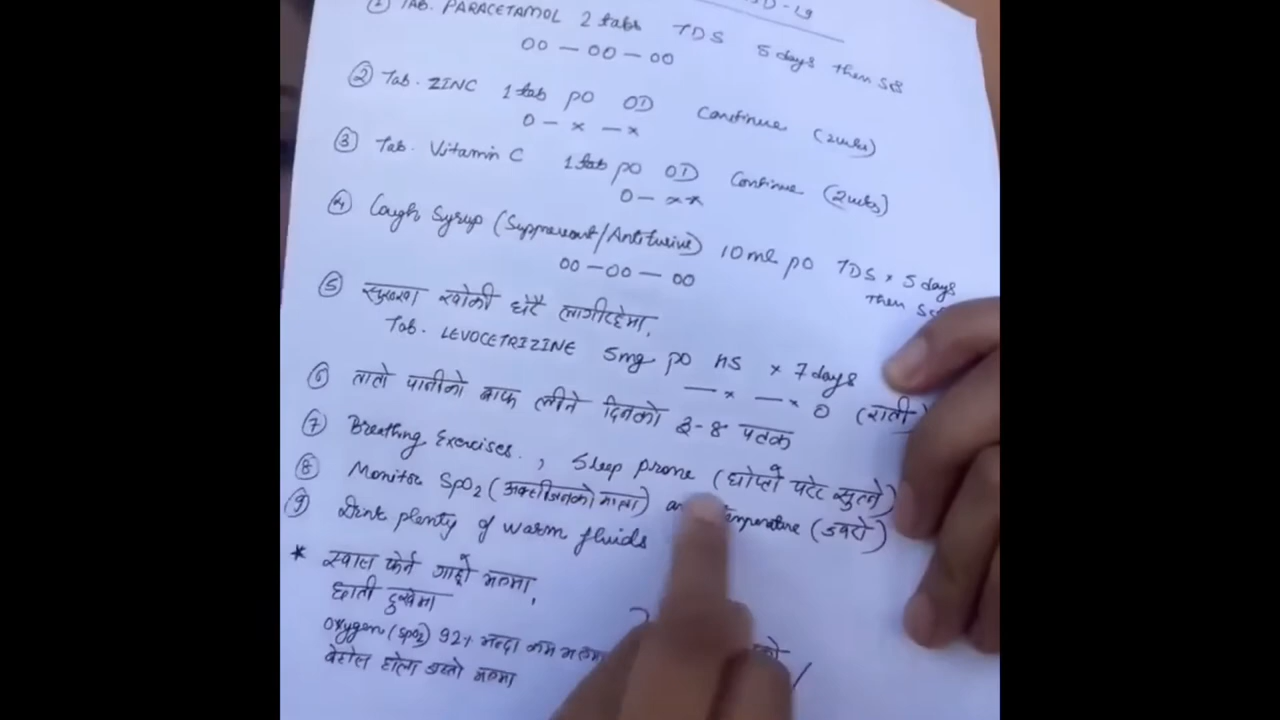 D-19
① TAB. PARACETAMOL 2 tabs TDS 5 days then SOS
00 — 00 — 00
② Tab. ZINC 1 tab po OD Continue (2wks)
0 — x — x
③ Tab. Vitamin C 1 tab po OD Continue (2wks)
0 — x x
④ Cough Syrup (Suppressant/Antitussive) 10 ml po TDS x 5 days
then
00 — 00 — 00
⑤ खोकी धेरै लागीरहेमा,
Tab. LEVOCETRIZINE 5mg po HS x 7 days
— x — x 0 (राती
⑥ तातो पानीको बाफ लीने दिनको ३-४ पटक
⑦ Breathing Exercises. , Sleep prone (घोप्टो परेर सुत्ने)
⑧ Monitor SpO2 (अक्सीजनको मात्रा) temperature (ज्वरो)
⑨ Drink plenty of warm fluids
* स्वास फेर्न गाह्रो भएमा,
छाती दुखेमा
Oxygen (SpO2) 92% भन्दा कम भएमा
बेहोस होला जस्तो भएमा